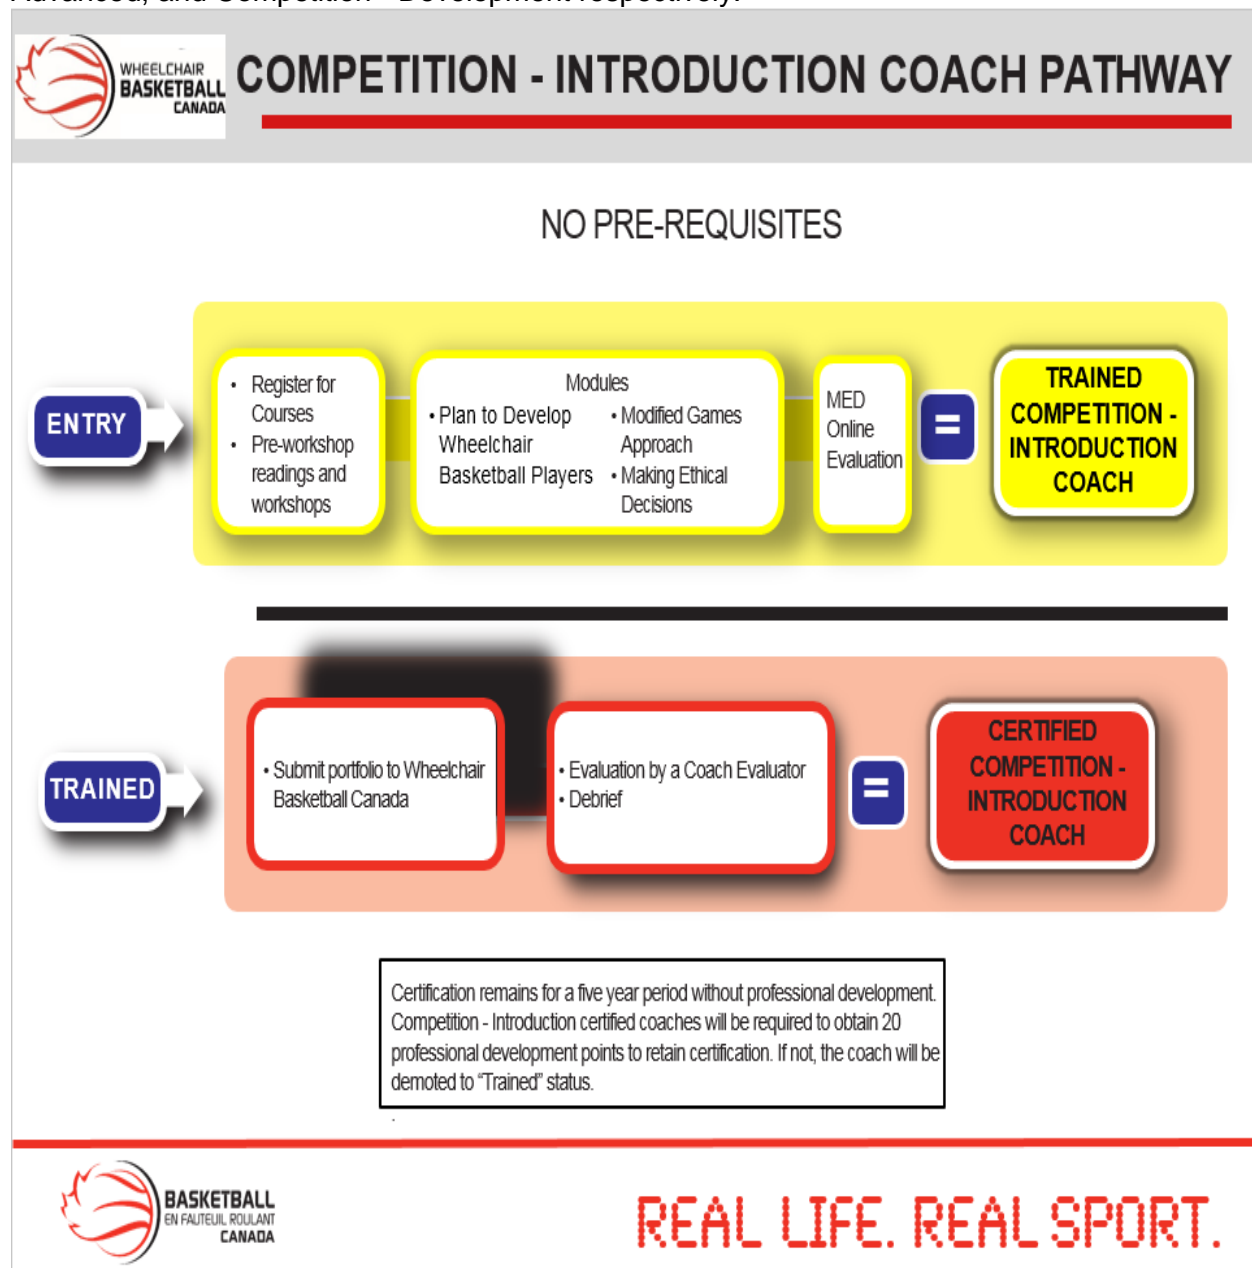 Advanced, and Competition - Development respectively.
WHEELCHAIR
BASKETBALL
CANADA
COMPETITION - INTRODUCTION COACH PATHWAY
NO PRE-REQUISITES
ENTRY
• Register for
Courses
• Pre-workshop
readings and
workshops
Modules
• Plan to Develop
Wheelchair
Basketball Players
• Modified Games
Approach
• Making Ethical
Decisions
MED
Online
Evaluation
=
TRAINED
COMPETITION -
INTRODUCTION
COACH
TRAINED
• Submit portfolio to Wheelchair
Basketball Canada
• Evaluation by a Coach Evaluator
• Debrief
=
CERTIFIED
COMPETITION -
INTRODUCTION
COACH
Certification remains for a five year period without professional development.
Competition - Introduction certified coaches will be required to obtain 20
professional development points to retain certification. If not, the coach will be
demoted to “Trained” status.
.
BASKETBALL
EN FAUTEUIL ROULANT
CANADA
REAL LIFE. REAL SPORT.